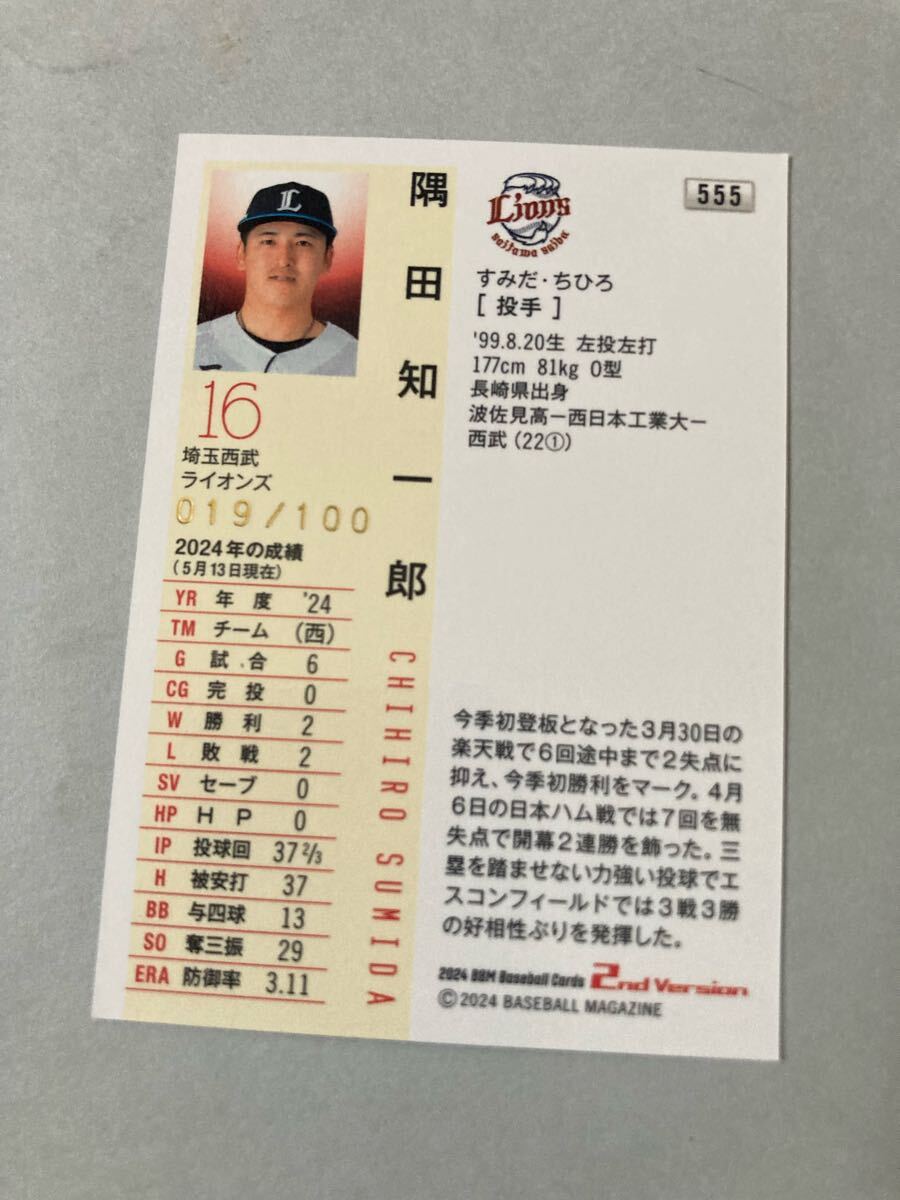 555
Lions
Saitama Seibu
すみだ・ちひろ
[ 投手 ]
'99.8.20生 左投左打
177cm 81kg O型
長崎県出身
波佐見高ー西日本工業大ー
西武(22①)
隅田知一郎
CHIHIRO SUMIDA
L
16
埼玉西武
ライオンズ
019/100
2024年の成績
(5月13日現在)
YR 年度 '24
TM チーム (西)
G 試合 6
CG 完投 0
W 勝利 2
L 敗戦 2
SV セーブ 0
HP HP 0
IP 投球回 37 2/3
H 被安打 37
BB 与四球 13
SO 奪三振 29
ERA 防御率 3.11
今季初登板となった3月30日の
楽天戦で6回途中まで2失点に
抑え、今季初勝利をマーク。4月
6日の日本ハム戦では7回を無
失点で開幕2連勝を飾った。三
塁を踏ませない力強い投球でエ
スコンフィールドでは3戦3勝
の好相性ぶりを発揮した。
2024 BBM Baseball Cards 2nd Version
©2024 BASEBALL MAGAZINE